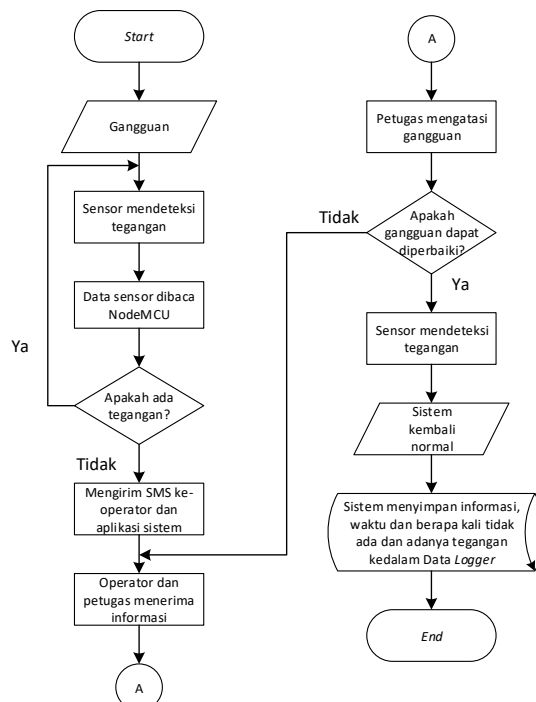 Start
Gangguan
Sensor mendeteksi
tegangan
Data sensor dibaca
NodeMCU
Ya
Apakah ada
tegangan?
Tidak
Mengirim SMS ke-
operator dan
aplikasi sistem
Operator dan
petugas menerima
informasi
A
A
Petugas mengatasi
gangguan
Tidak
Apakah
gangguan dapat
diperbaiki?
Ya
Sensor mendeteksi
tegangan
Sistem
kembali
normal
Sistem menyimpan informasi,
waktu dan berapa kali tidak
ada dan adanya tegangan
kedalam Data Logger
End